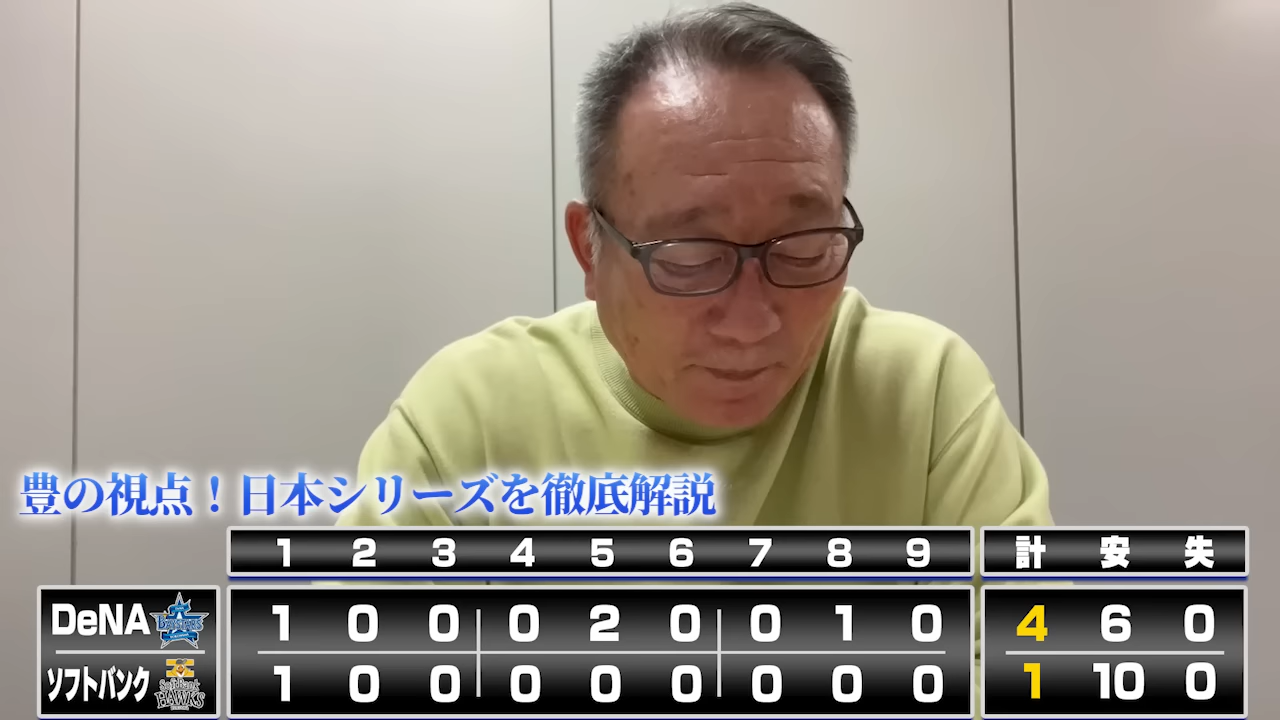 豊の視点！日本シリーズを徹底解説
1 2 3 4 5 6 7 8 9 計 安 失
DeNA 1 0 0 0 2 0 0 1 0 4 6 0
ソフトバンク SoftBank HAWKS 1 0 0 0 0 0 0 0 0 1 10 0